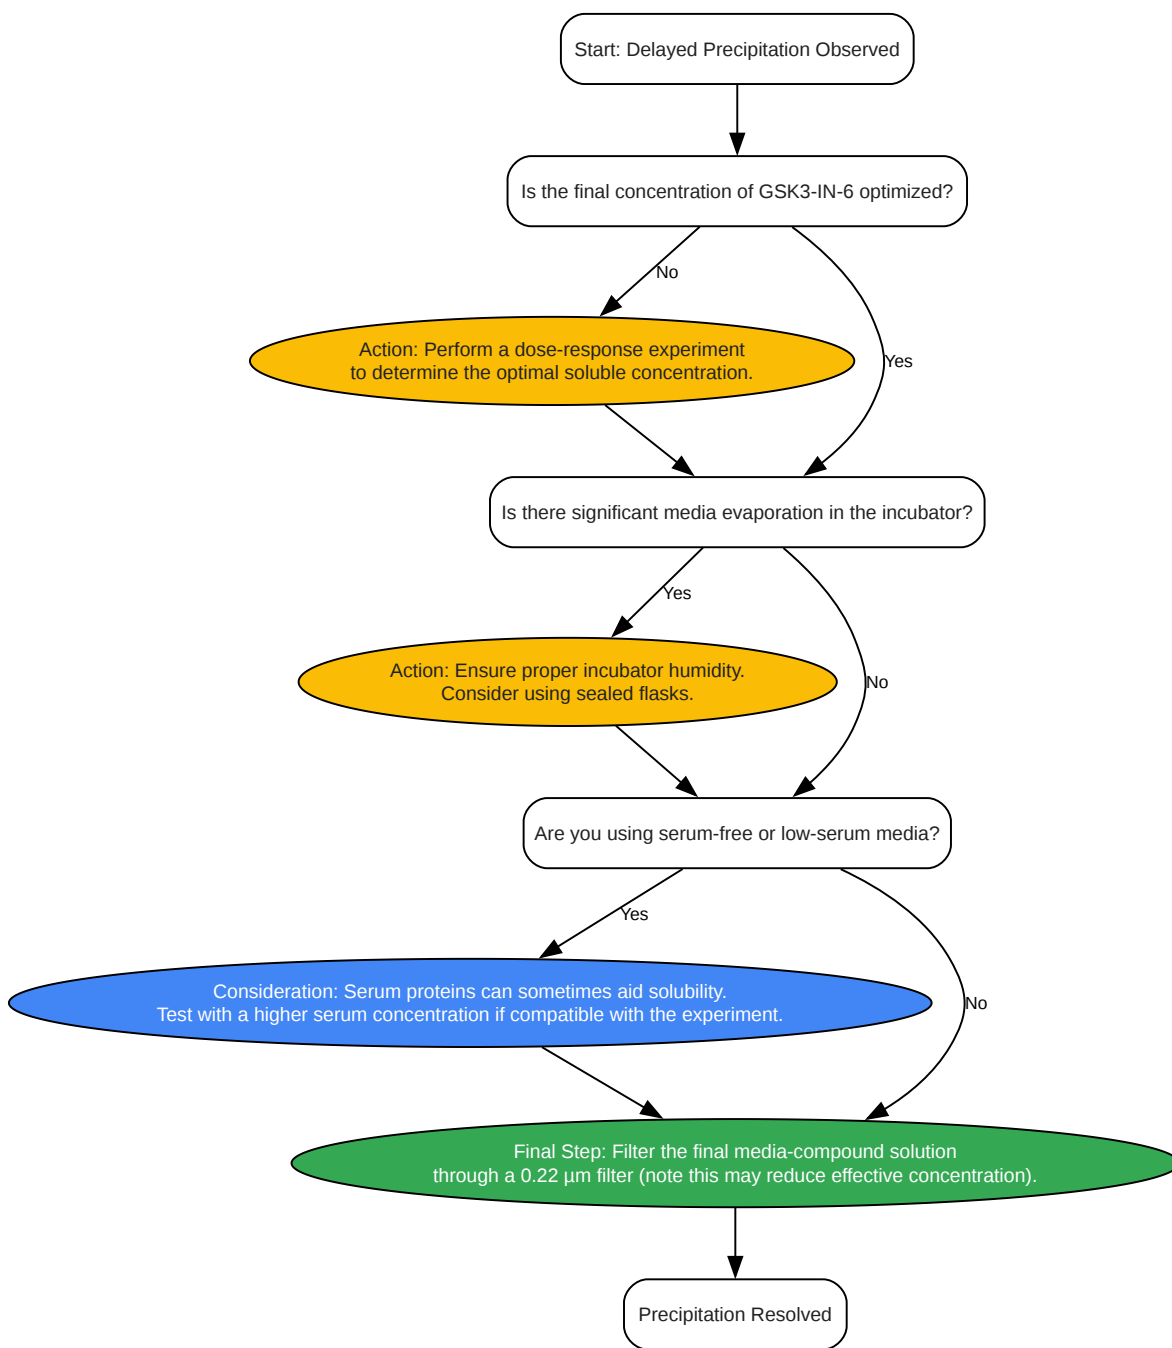 Start: Delayed Precipitation Observed
Is the final concentration of GSK3-IN-6 optimized?
No
Action: Perform a dose-response experiment
to determine the optimal soluble concentration.
Yes
Is there significant media evaporation in the incubator?
Yes
Action: Ensure proper incubator humidity.
Consider using sealed flasks.
No
Are you using serum-free or low-serum media?
Yes
Consideration: Serum proteins can sometimes aid solubility.
Test with a higher serum concentration if compatible with the experiment.
No
Final Step: Filter the final media-compound solution
through a 0.22 µm filter (note this may reduce effective concentration).
Precipitation Resolved